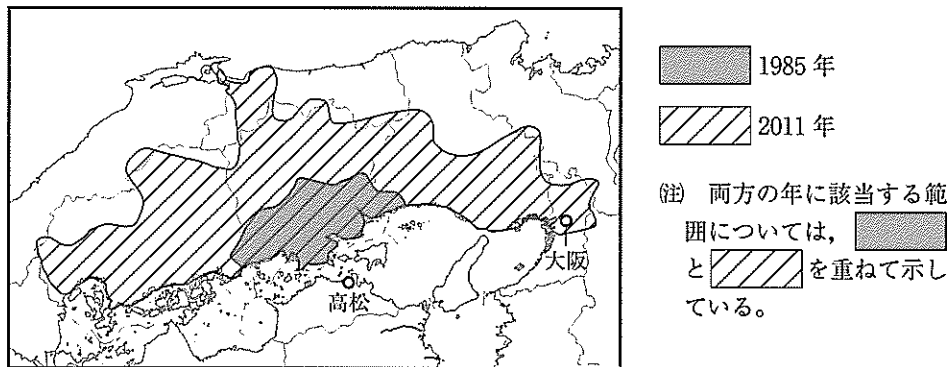 1985 年
2011 年
㊟ 両方の年に該当する範
囲については,
と を重ねて示し
ている。
大阪
高松